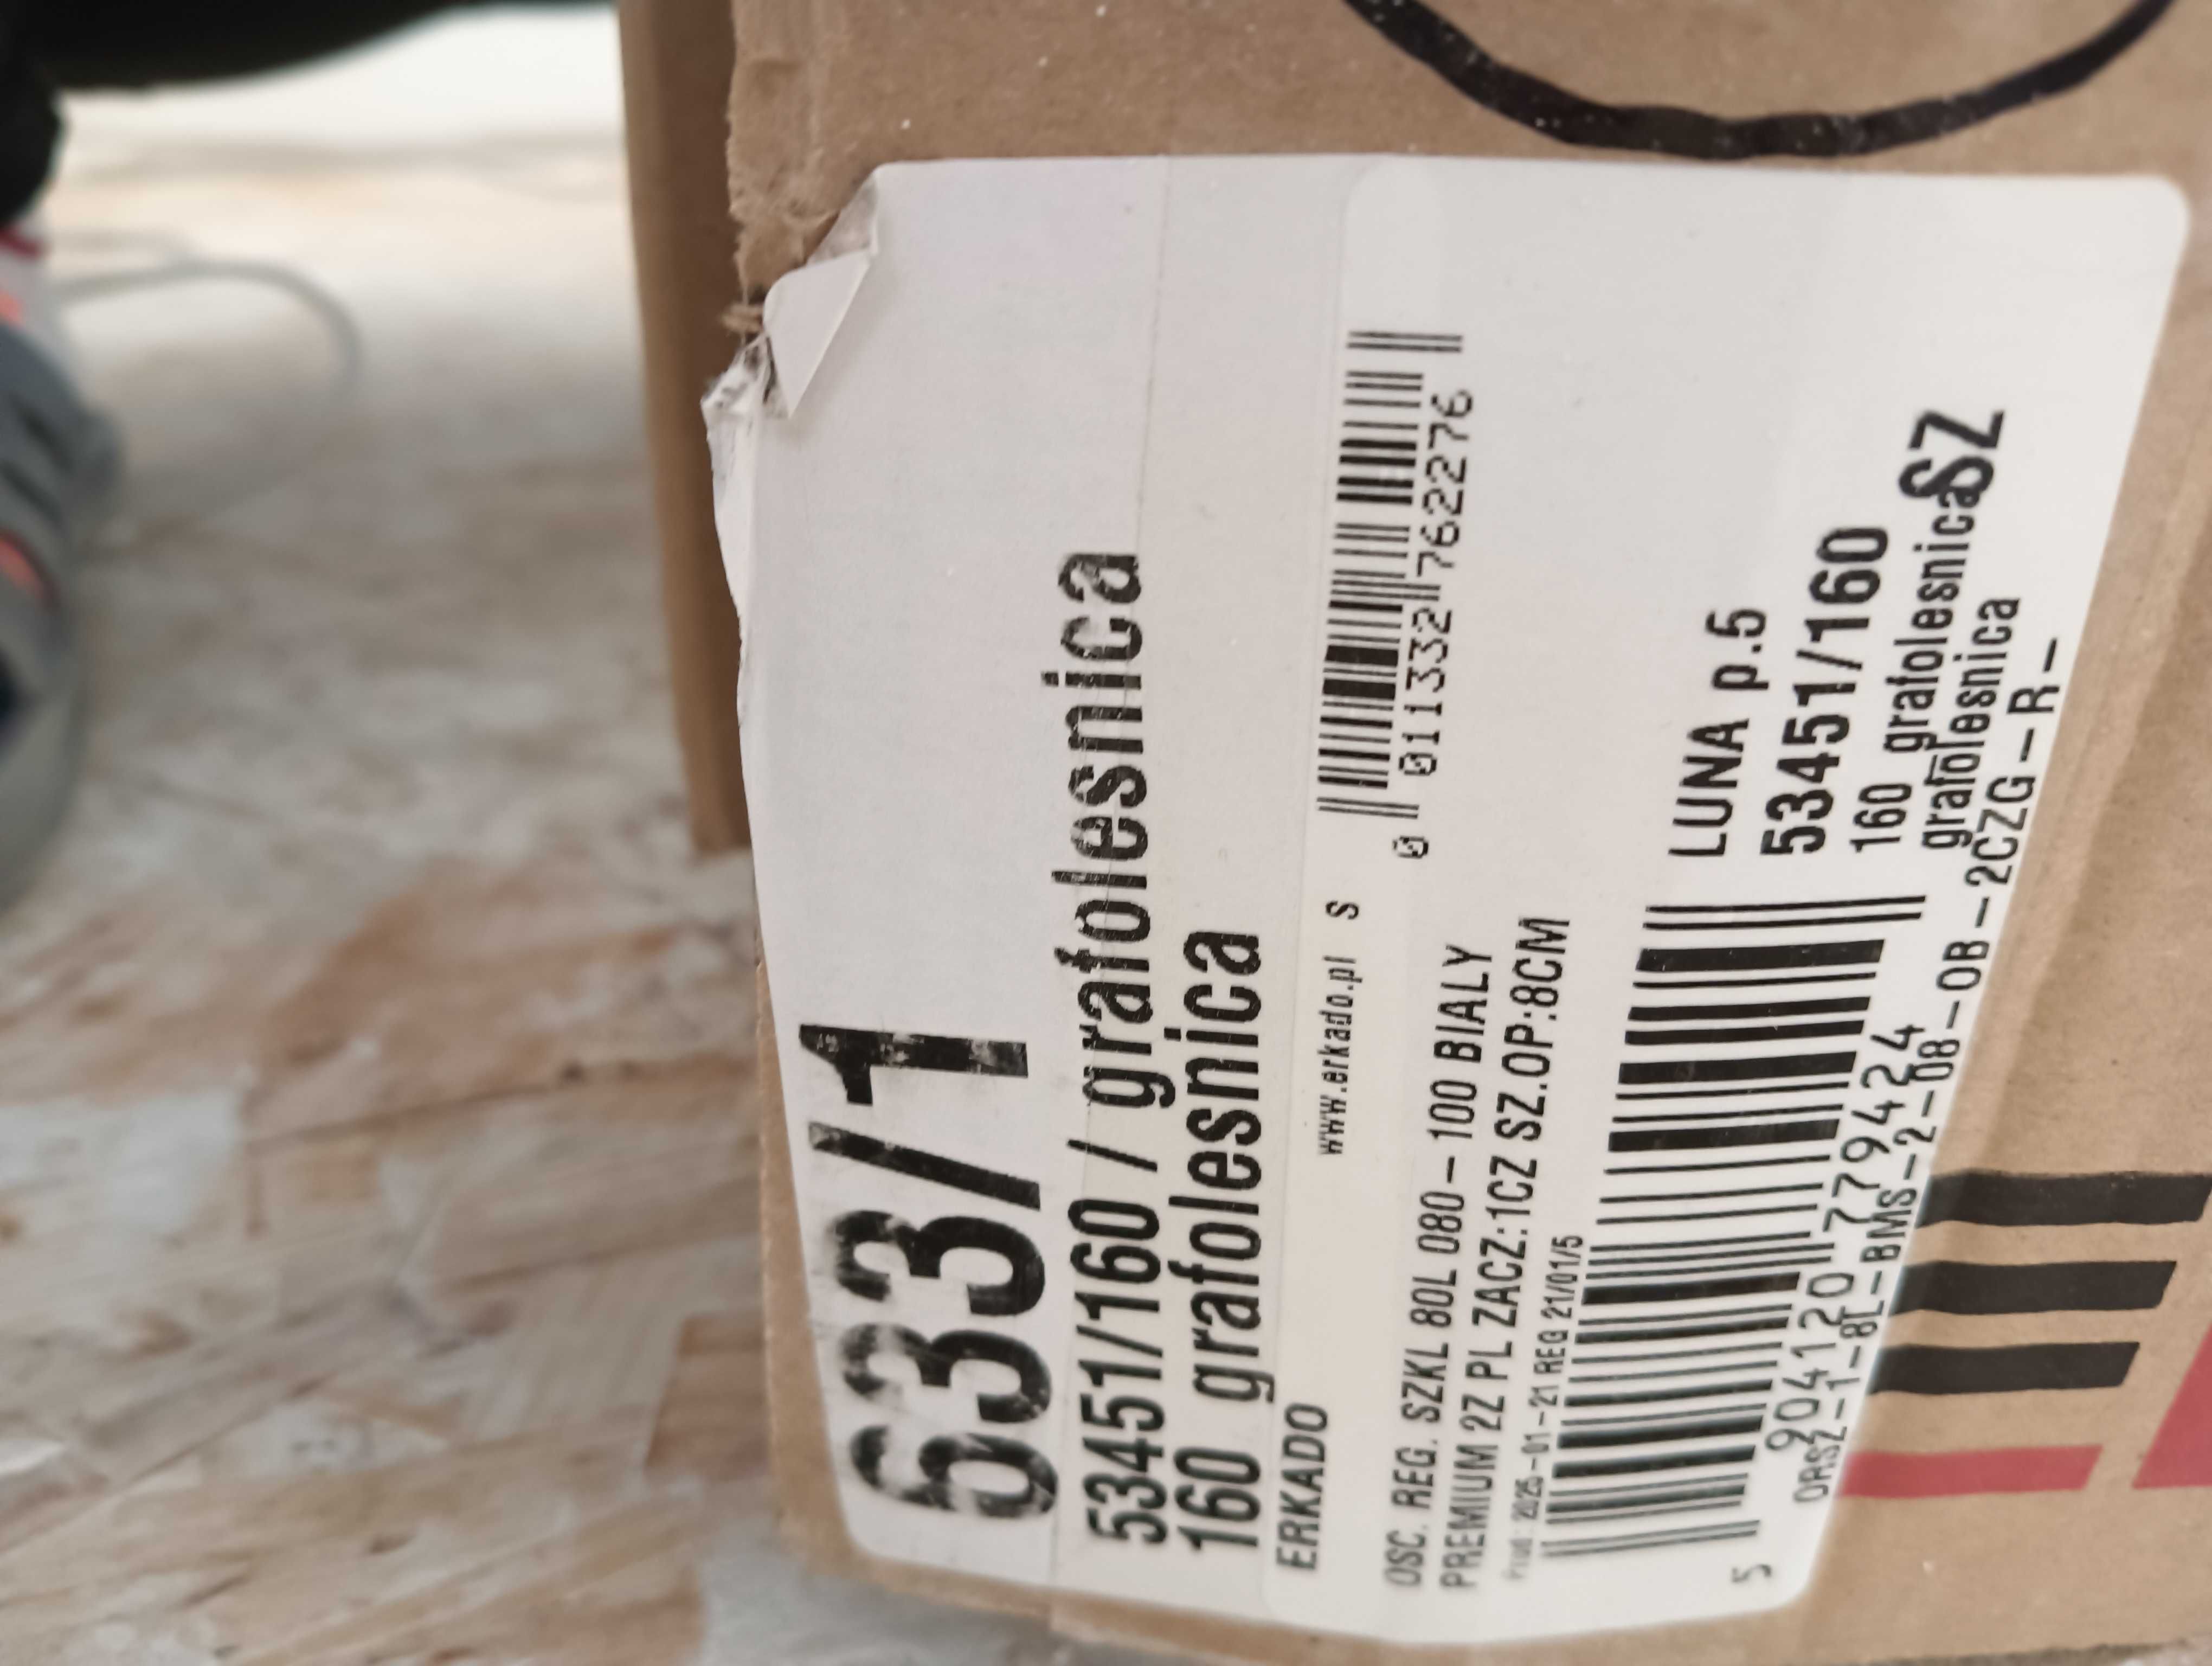 633/1
53451/160 / grafolesnica
160 grafolesnica
ERKADO
www.erkado.pl S
0 011332 762276
OSC. REG. SZKL 80L 080-100 BIALY
PREMIUM 2Z PL ZACZ:1CZ SZ.OP:8CM
Prod: 2025-01-21 REG 21/01/5
LUNA p.5
53451/160
160 grafolesnica SZ
grafolesnica
5 904120 779424
ORSZ-1-8L-BMS-2-08-OB-2CZG-R-